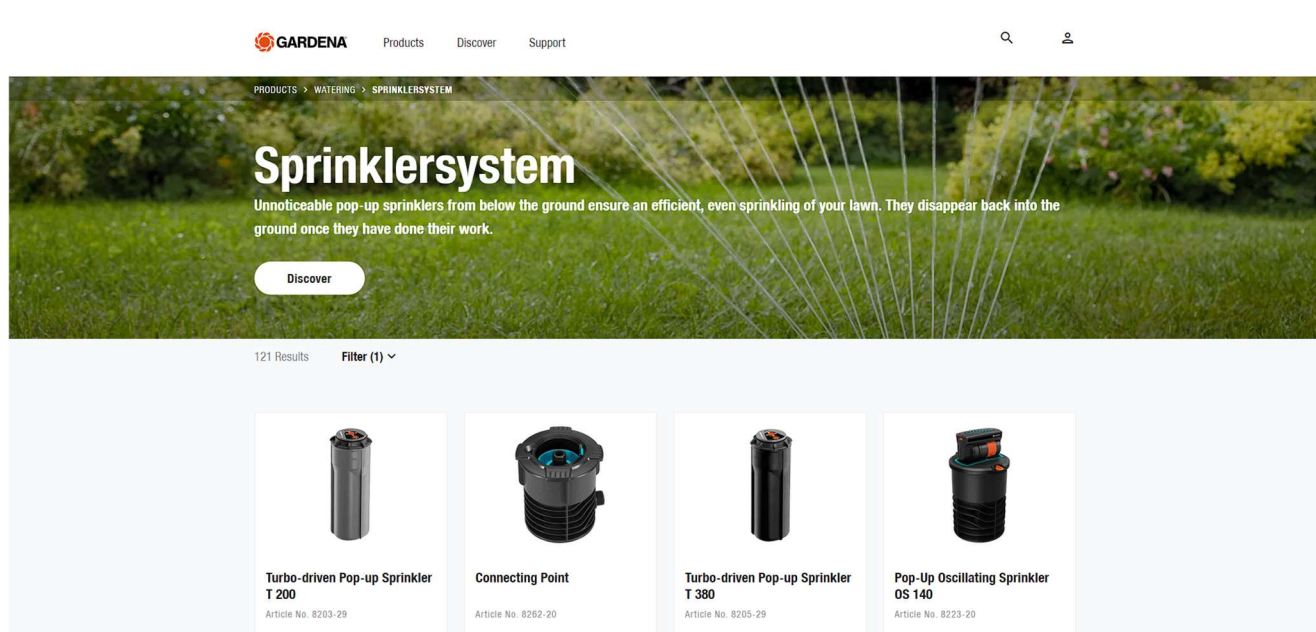 GARDENA
Products Discover Support
PRODUCTS > WATERING > SPRINKLERSYSTEM
Sprinklersystem
Unnoticeable pop-up sprinklers from below the ground ensure an efficient, even sprinkling of your lawn. They disappear back into the
ground once they have done their work.
Discover
121 Results Filter (1)
Turbo-driven Pop-up Sprinkler
T 200
Article No. 8203-29
Connecting Point
Article No. 8262-20
Turbo-driven Pop-up Sprinkler
T 380
Article No. 8205-29
Pop-Up Oscillating Sprinkler
OS 140
Article No. 8223-20